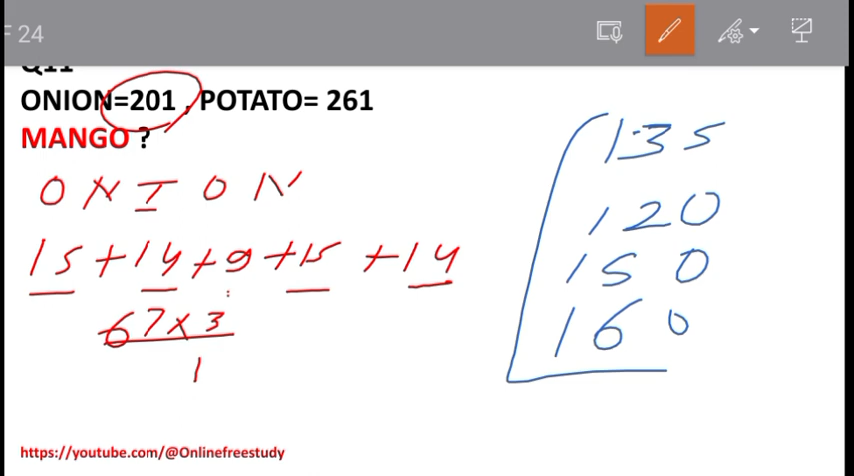 F 24
Q11
ONION=201 , POTATO= 261
MANGO ?
O N I O N
15+14+9+15+14
67×3
1
135
120
150
160
https://youtube.com/@Onlinefreestudy